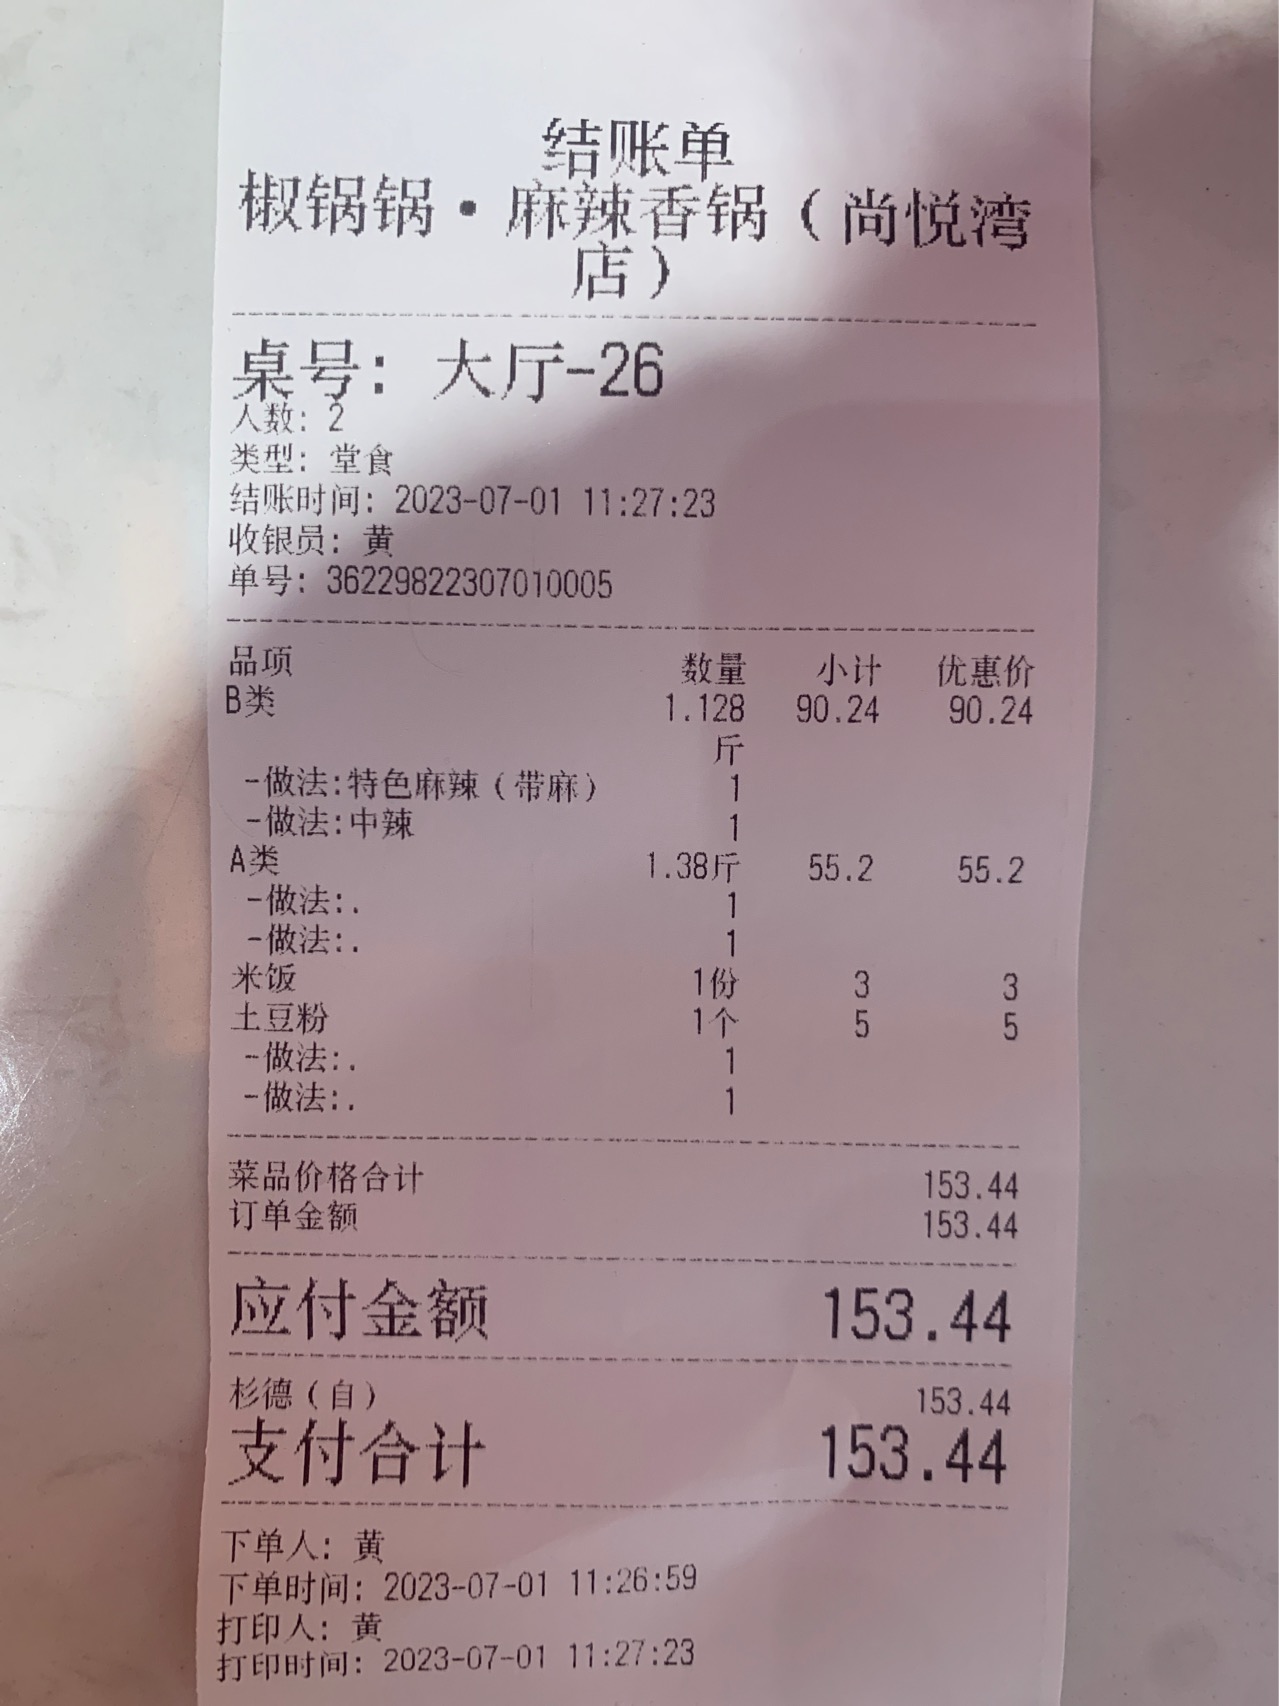 结账单
椒锅锅·麻辣香锅（尚悦湾
店）
桌号：大厅-26
人数：2
类型：堂食
结账时间：2023-07-01 11:27:23
收银员：黄
单号：36229822307010005
品项 数量 小计 优惠价
B类 1.128 90.24 90.24
斤
-做法:特色麻辣（带麻） 1
-做法:中辣 1
A类 1.38斤 55.2 55.2
-做法:. 1
-做法:. 1
米饭 1份 3 3
土豆粉 1个 5 5
-做法:. 1
-做法:. 1
菜品价格合计 153.44
订单金额 153.44
应付金额 153.44
杉德（自） 153.44
支付合计 153.44
下单人：黄
下单时间：2023-07-01 11:26:59
打印人：黄
打印时间：2023-07-01 11:27:23